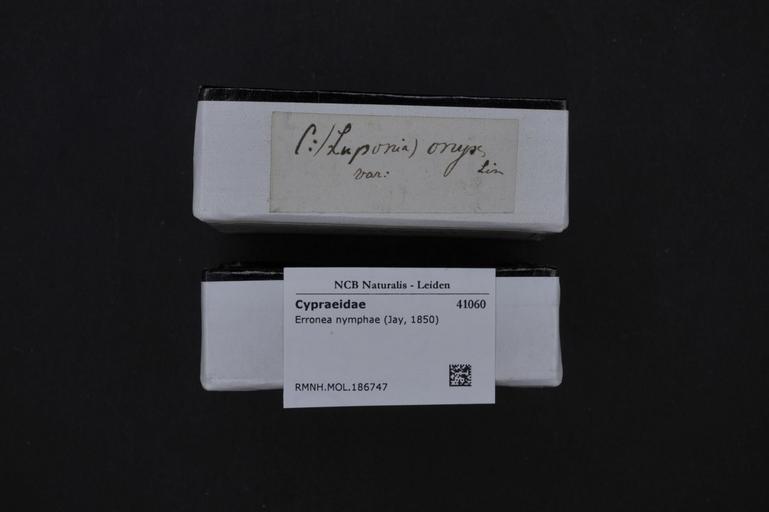 C:(Luponia) onyx,
var: Lin
NCB Naturalis - Leiden
Cypraeidae 41060
Erronea nymphae (Jay, 1850)
RMNH.MOL.186747